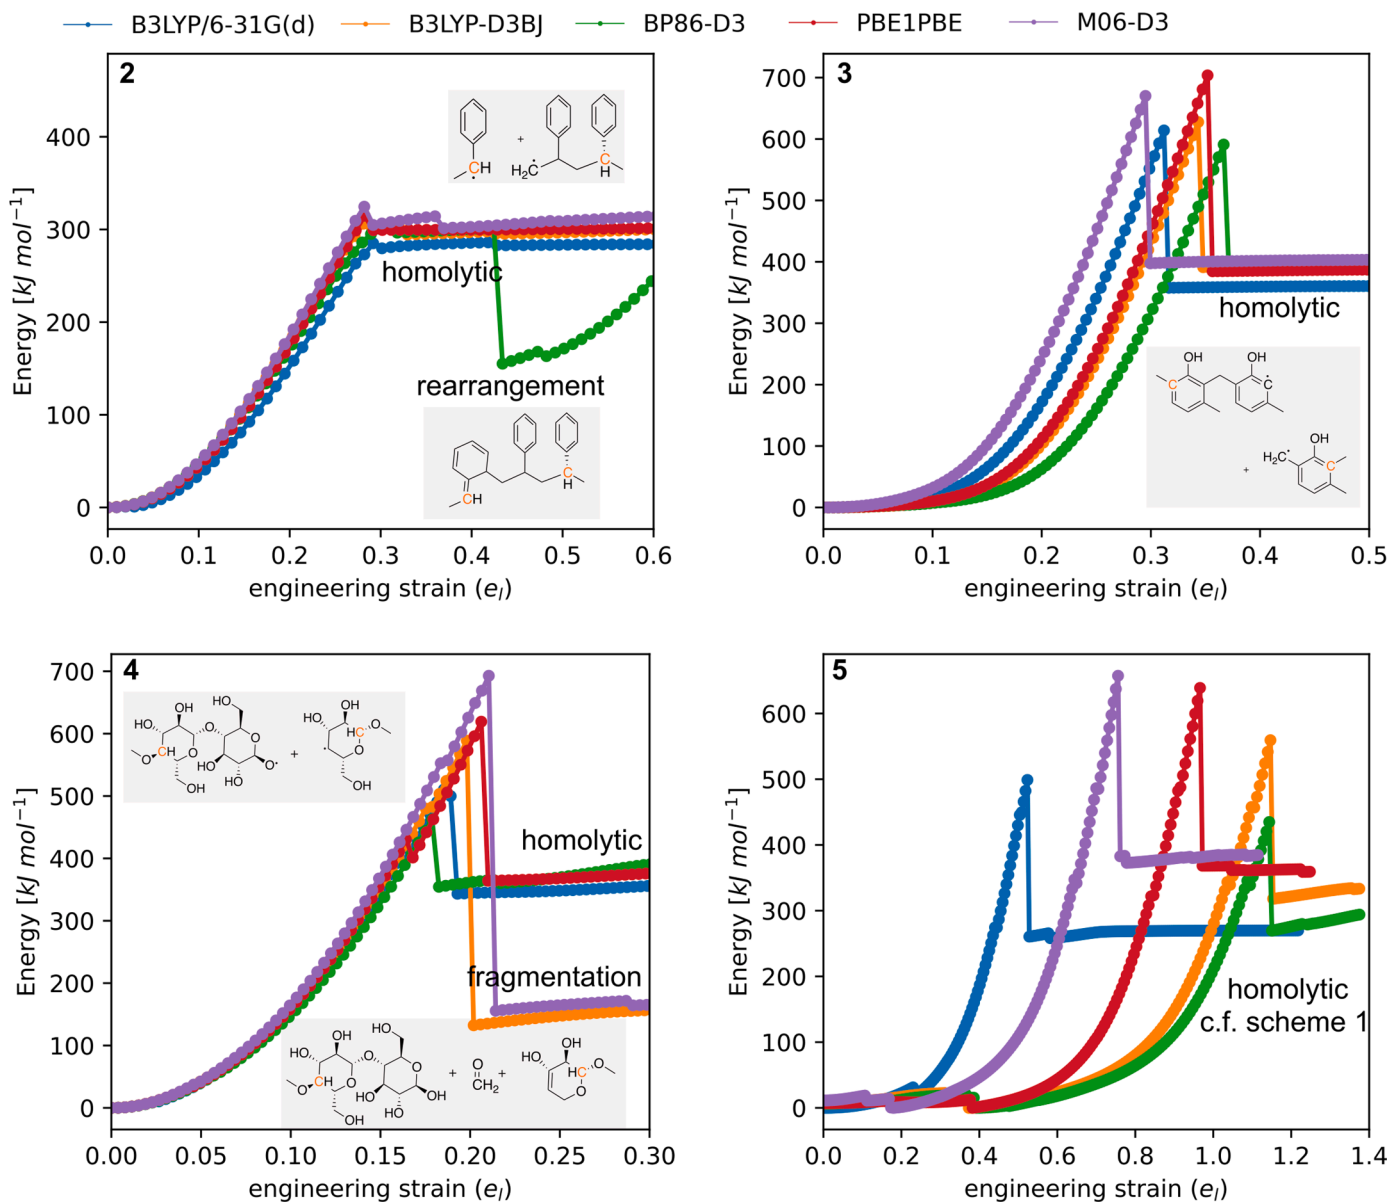 B3LYP/6-31G(d) B3LYP-D3BJ BP86-D3 PBE1PBE M06-D3
2
400
300
200
100
0
Energy [kJ mol⁻¹]
CH
+
H₂C
C
H
homolytic
rearrangement
CH
C
H
0.0 0.1 0.2 0.3 0.4 0.5 0.6
engineering strain (eₗ)
3
700
600
500
400
300
200
100
0
Energy [kJ mol⁻¹]
homolytic
OH OH
C C
OH
+ H₂C C
0.0 0.1 0.2 0.3 0.4 0.5
engineering strain (eₗ)
4
700
600
500
400
300
200
100
0
Energy [kJ mol⁻¹]
HO
OH
HO O OH
HO HC
O CH O O O
O HO O
HO
OH OH
+
homolytic
fragmentation
HO
OH
HO O O OH
HO
CH O O + CH₂ + C O
O HO OH H
HO O
OH
0.00 0.05 0.10 0.15 0.20 0.25 0.30
engineering strain (eₗ)
5
600
500
400
300
200
100
0
Energy [kJ mol⁻¹]
homolytic
c.f. scheme 1
0.0 0.2 0.4 0.6 0.8 1.0 1.2 1.4
engineering strain (eₗ)